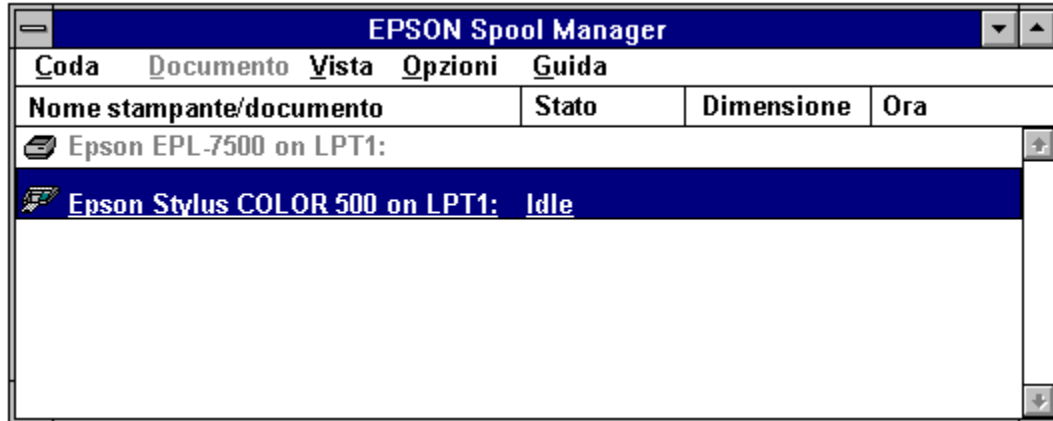 EPSON Spool Manager
Coda Documento Vista Opzioni Guida
Nome stampante/documento Stato Dimensione Ora
Epson EPL-7500 on LPT1:
Epson Stylus COLOR 500 on LPT1: Idle